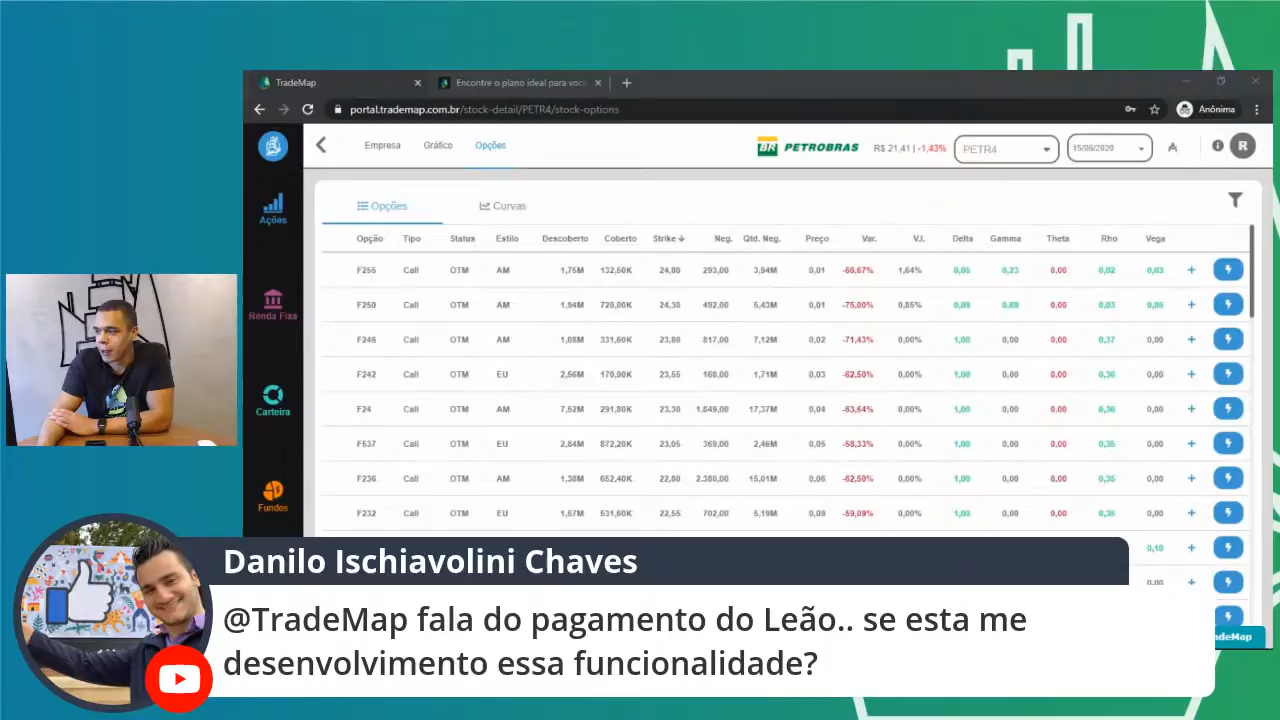 TradeMap
Encontre o plano ideal para você
portal.trademap.com.br/stock-detail/PETR4/stock-options
Anônima
Empresa Gráfico Opções
BR PETROBRAS R$ 21,41 | -1,43% PETR4 15/06/2020 R
Ações
Renda Fixa
Carteira
Fundos
Opções Curvas
Opção Tipo Status Estilo Descoberto Coberto Strike Neg. Qtd. Neg. Preço Var. V.I. Delta Gamma Theta Rho Vega
F255 Call OTM AM 1,75M 132,50K 24,80 293,00 3,94M 0,01 -66,67% 1,64% 0,05 0,23 0,00 0,02 0,03
F250 Call OTM AM 1,94M 720,00K 24,30 492,00 5,43M 0,01 -75,00% 0,85% 0,09 0,69 0,00 0,03 0,05
F246 Call OTM AM 1,08M 331,60K 23,80 817,00 7,12M 0,02 -71,43% 0,00% 1,00 0,00 0,00 0,37 0,00
F242 Call OTM EU 2,56M 170,90K 23,55 168,00 1,71M 0,03 -62,50% 0,00% 1,00 0,00 0,00 0,36 0,00
F24 Call OTM AM 7,52M 291,80K 23,30 1.849,00 17,37M 0,04 -63,64% 0,00% 1,00 0,00 0,00 0,36 0,00
F537 Call OTM EU 2,84M 872,20K 23,05 369,00 2,46M 0,05 -58,33% 0,00% 1,00 0,00 0,00 0,35 0,00
F236 Call OTM AM 1,38M 652,40K 22,80 2.380,00 15,01M 0,06 -62,50% 0,00% 1,00 0,00 0,00 0,35 0,00
F232 Call OTM EU 1,57M 531,60K 22,55 702,00 5,19M 0,09 -59,09% 0,00% 1,00 0,00 0,00 0,35 0,00
0,10
0,00
Danilo Ischiavolini Chaves
@TradeMap fala do pagamento do Leão.. se esta me
desenvolvimento essa funcionalidade?